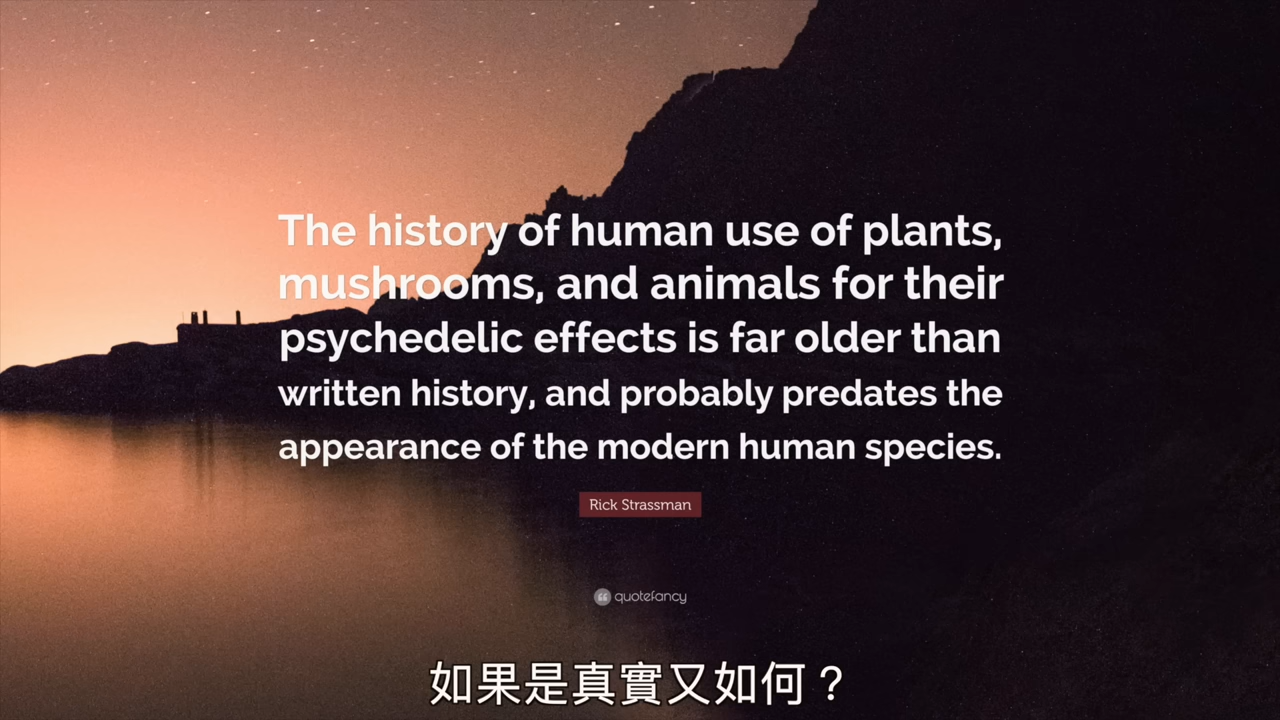 The history of human use of plants,
mushrooms, and animals for their
psychedelic effects is far older than
written history, and probably predates the
appearance of the modern human species.
Rick Strassman
quotefancy
如果是真實又如何？